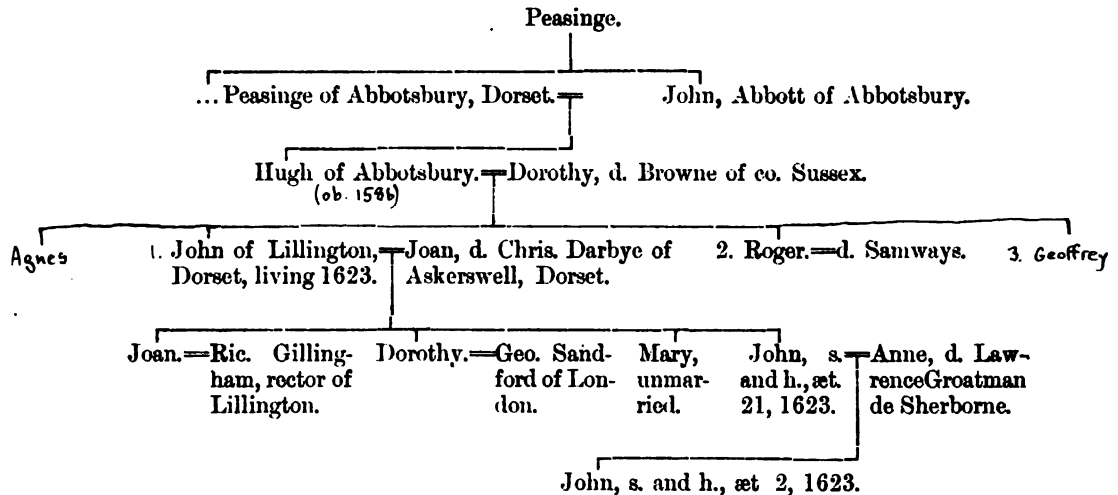 Peasinge.
...Peasinge of Abbotsbury, Dorset.=
John, Abbott of Abbotsbury.
Hugh of Abbotsbury.=Dorothy, d. Browne of co. Sussex.
(ob. 1586)
Agnes
1. John of Lillington,=Joan, d. Chris. Darbye of
Dorset, living 1623. Askerswell, Dorset.
2. Roger.=d. Samways.
3. Geoffrey
Joan.=Ric. Gilling-
ham, rector of
Lillington.
Dorothy.=Geo. Sand-
ford of Lon-
don.
Mary,
unmar-
ried.
John, s.=Anne, d. Law-
and h., æt. renceGroatman
21, 1623. de Sherborne.
John, s. and h., æt 2, 1623.